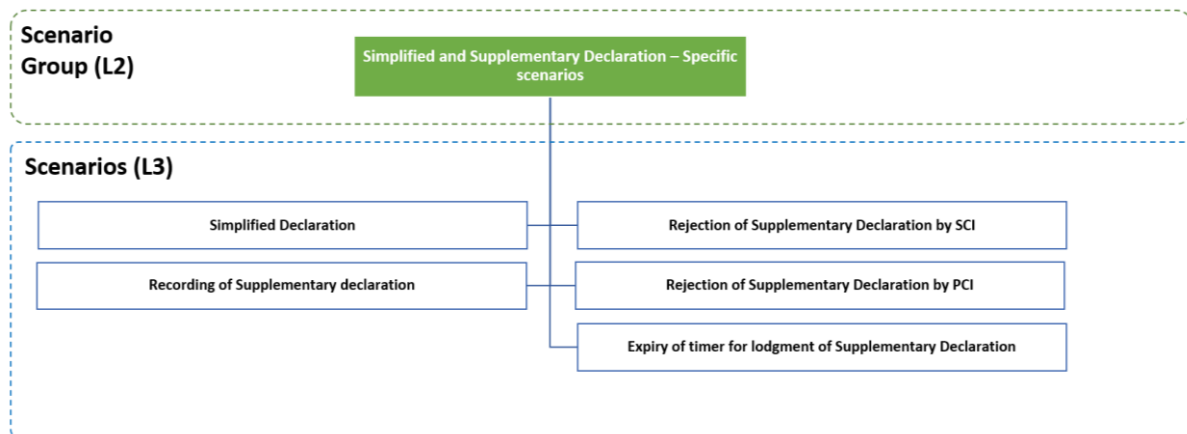 Scenario
Group (L2)
Simplified and Supplementary Declaration – Specific
scenarios
Scenarios (L3)
Simplified Declaration
Rejection of Supplementary Declaration by SCI
Recording of Supplementary declaration
Rejection of Supplementary Declaration by PCI
Expiry of timer for lodgment of Supplementary Declaration